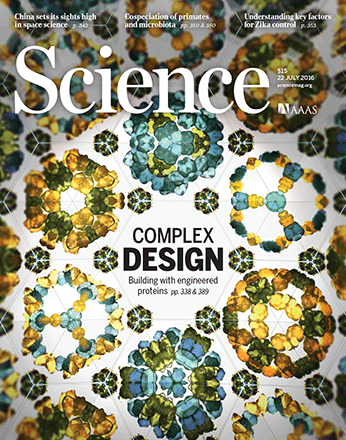 China sets its sights high
in space science p. 342
Cospeciation of primates
and microbiota pp. 350 & 380
Understanding key factors
for Zika control p. 353
Science
$15
22 JULY 2016
sciencemag.org
AAAS
COMPLEX
DESIGN
Building with engineered
proteins pp. 338 & 389